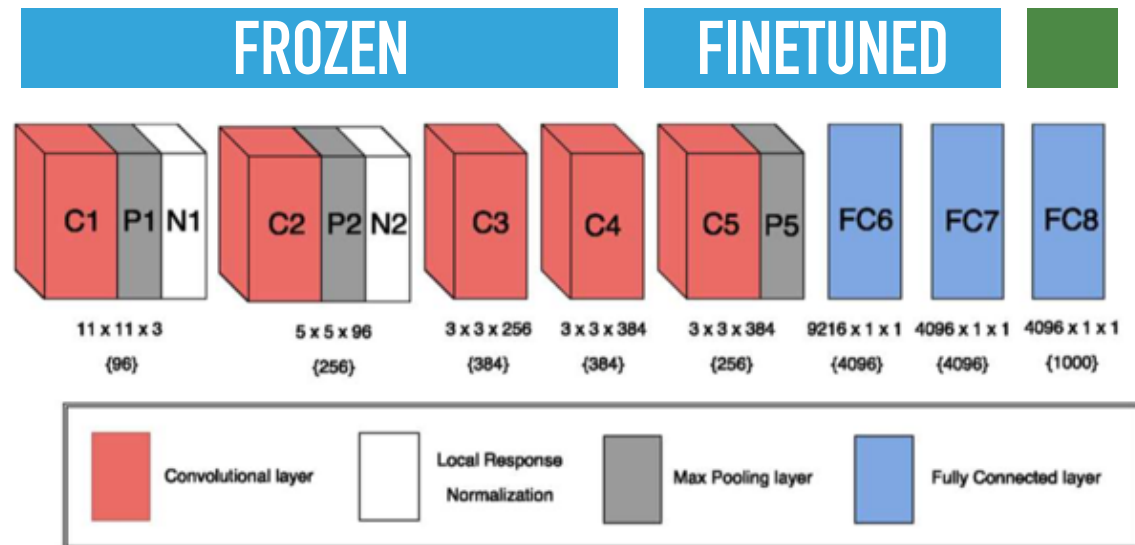 FROZEN FINETUNED
C1 P1 N1 C2 P2 N2 C3 C4 C5 P5 FC6 FC7 FC8
11 x 11 x 3 5 x 5 x 96 3 x 3 x 256 3 x 3 x 384 3 x 3 x 384 9216 x 1 x 1 4096 x 1 x 1 4096 x 1 x 1
{96} {256} {384} {384} {256} {4096} {4096} {1000}
Convolutional layer
Local Response
Normalization
Max Pooling layer
Fully Connected layer